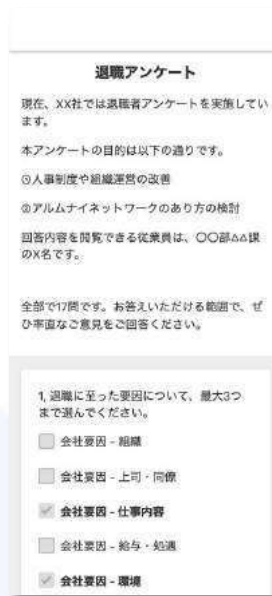 退職アンケート
現在、XX社では退職者アンケートを実施してい
ます。
本アンケートの目的は以下の通りです。
①人事制度や組織運営の改善
②アルムナイネットワークのあり方の検討
回答内容を閲覧できる従業員は、〇〇部△△課
のX名です。
全部で17問です。お答えいただける範囲で、ぜ
ひ率直なご意見をご回答ください。
1, 退職に至った要因について、最大3つ
まで選んでください。
会社要因 - 組織
会社要因 - 上司・同僚
会社要因 - 仕事内容
会社要因 - 給与・処遇
会社要因 - 環境